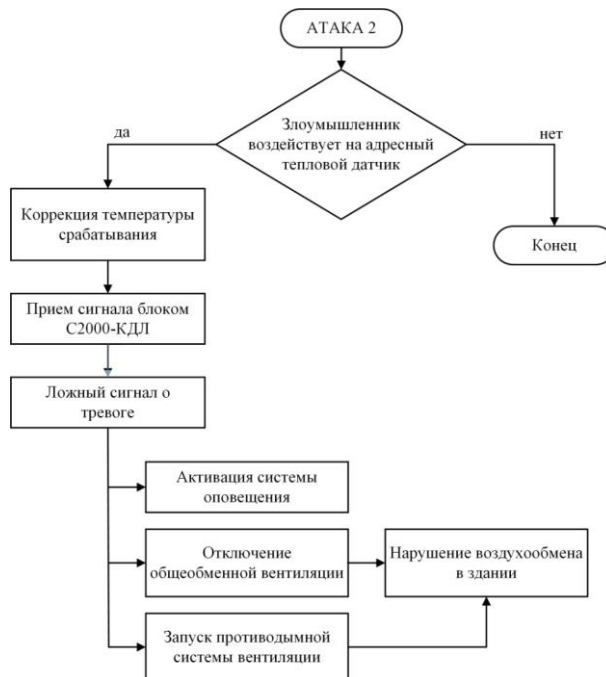 АТАКА 2
Злоумышленник
воздействует на адресный
тепловой датчик
да
нет
Коррекция температуры
срабатывания
Конец
Прием сигнала блоком
С2000-КДЛ
Ложный сигнал о
тревоге
Активация системы
оповещения
Отключение
общеобменной вентиляции
Нарушение воздухообмена
в здании
Запуск противодымной
системы вентиляции